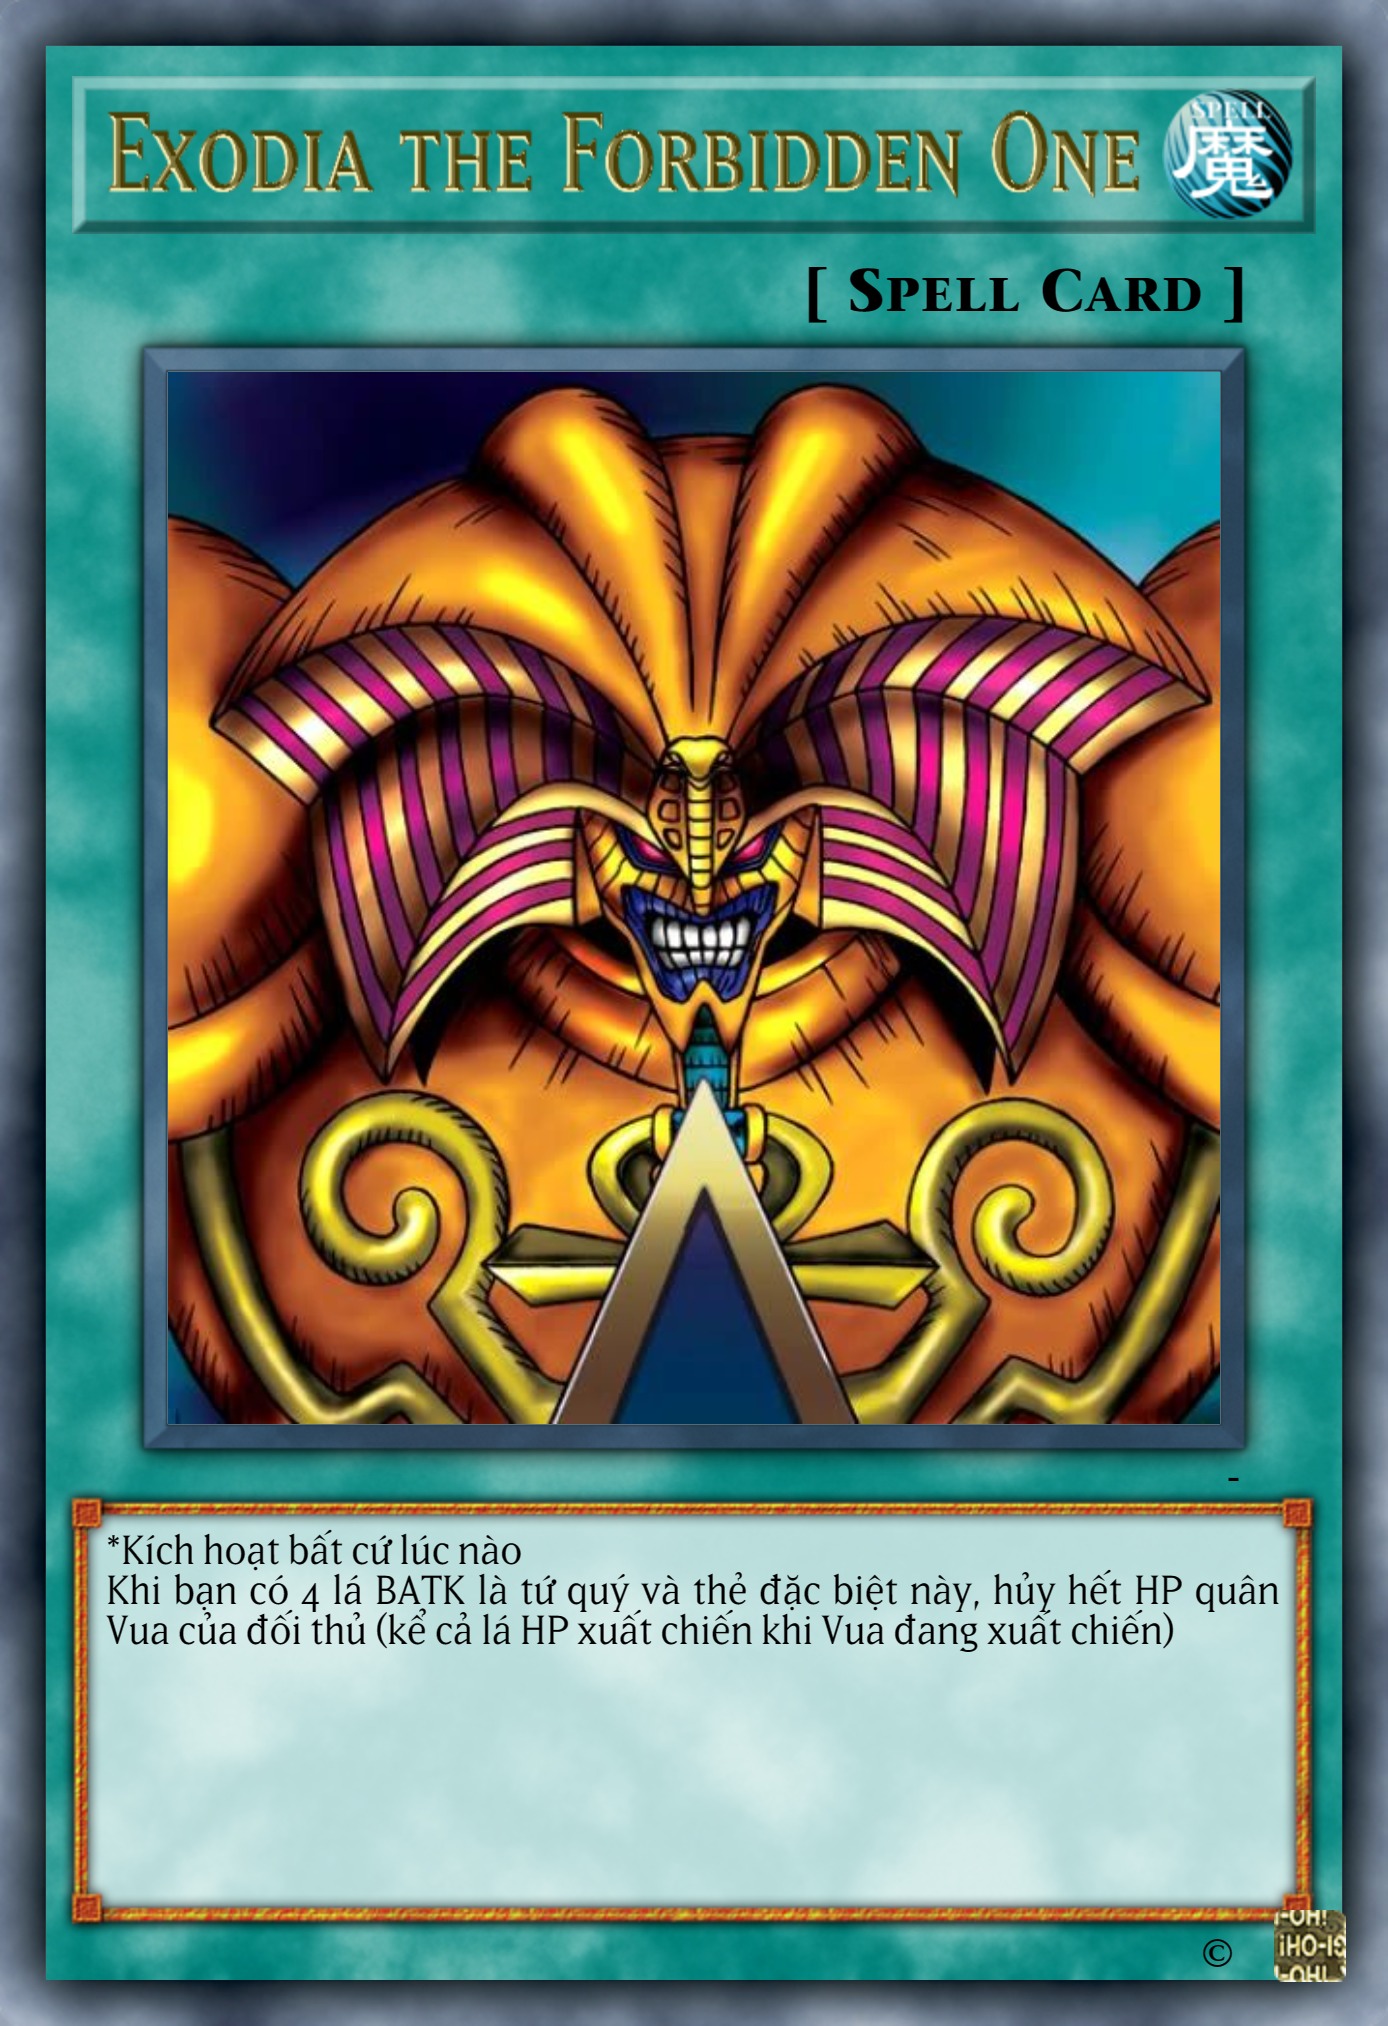 EXODIA THE FORBIDDEN ONE
SPELL
魔
[ SPELL CARD ]
-
*Kích hoạt bất cứ lúc nào
Khi bạn có 4 lá BATK là tứ quý và thẻ đặc biệt này, hủy hết HP quân
Vua của đối thủ (kể cả lá HP xuất chiến khi Vua đang xuất chiến)
©
-OH!